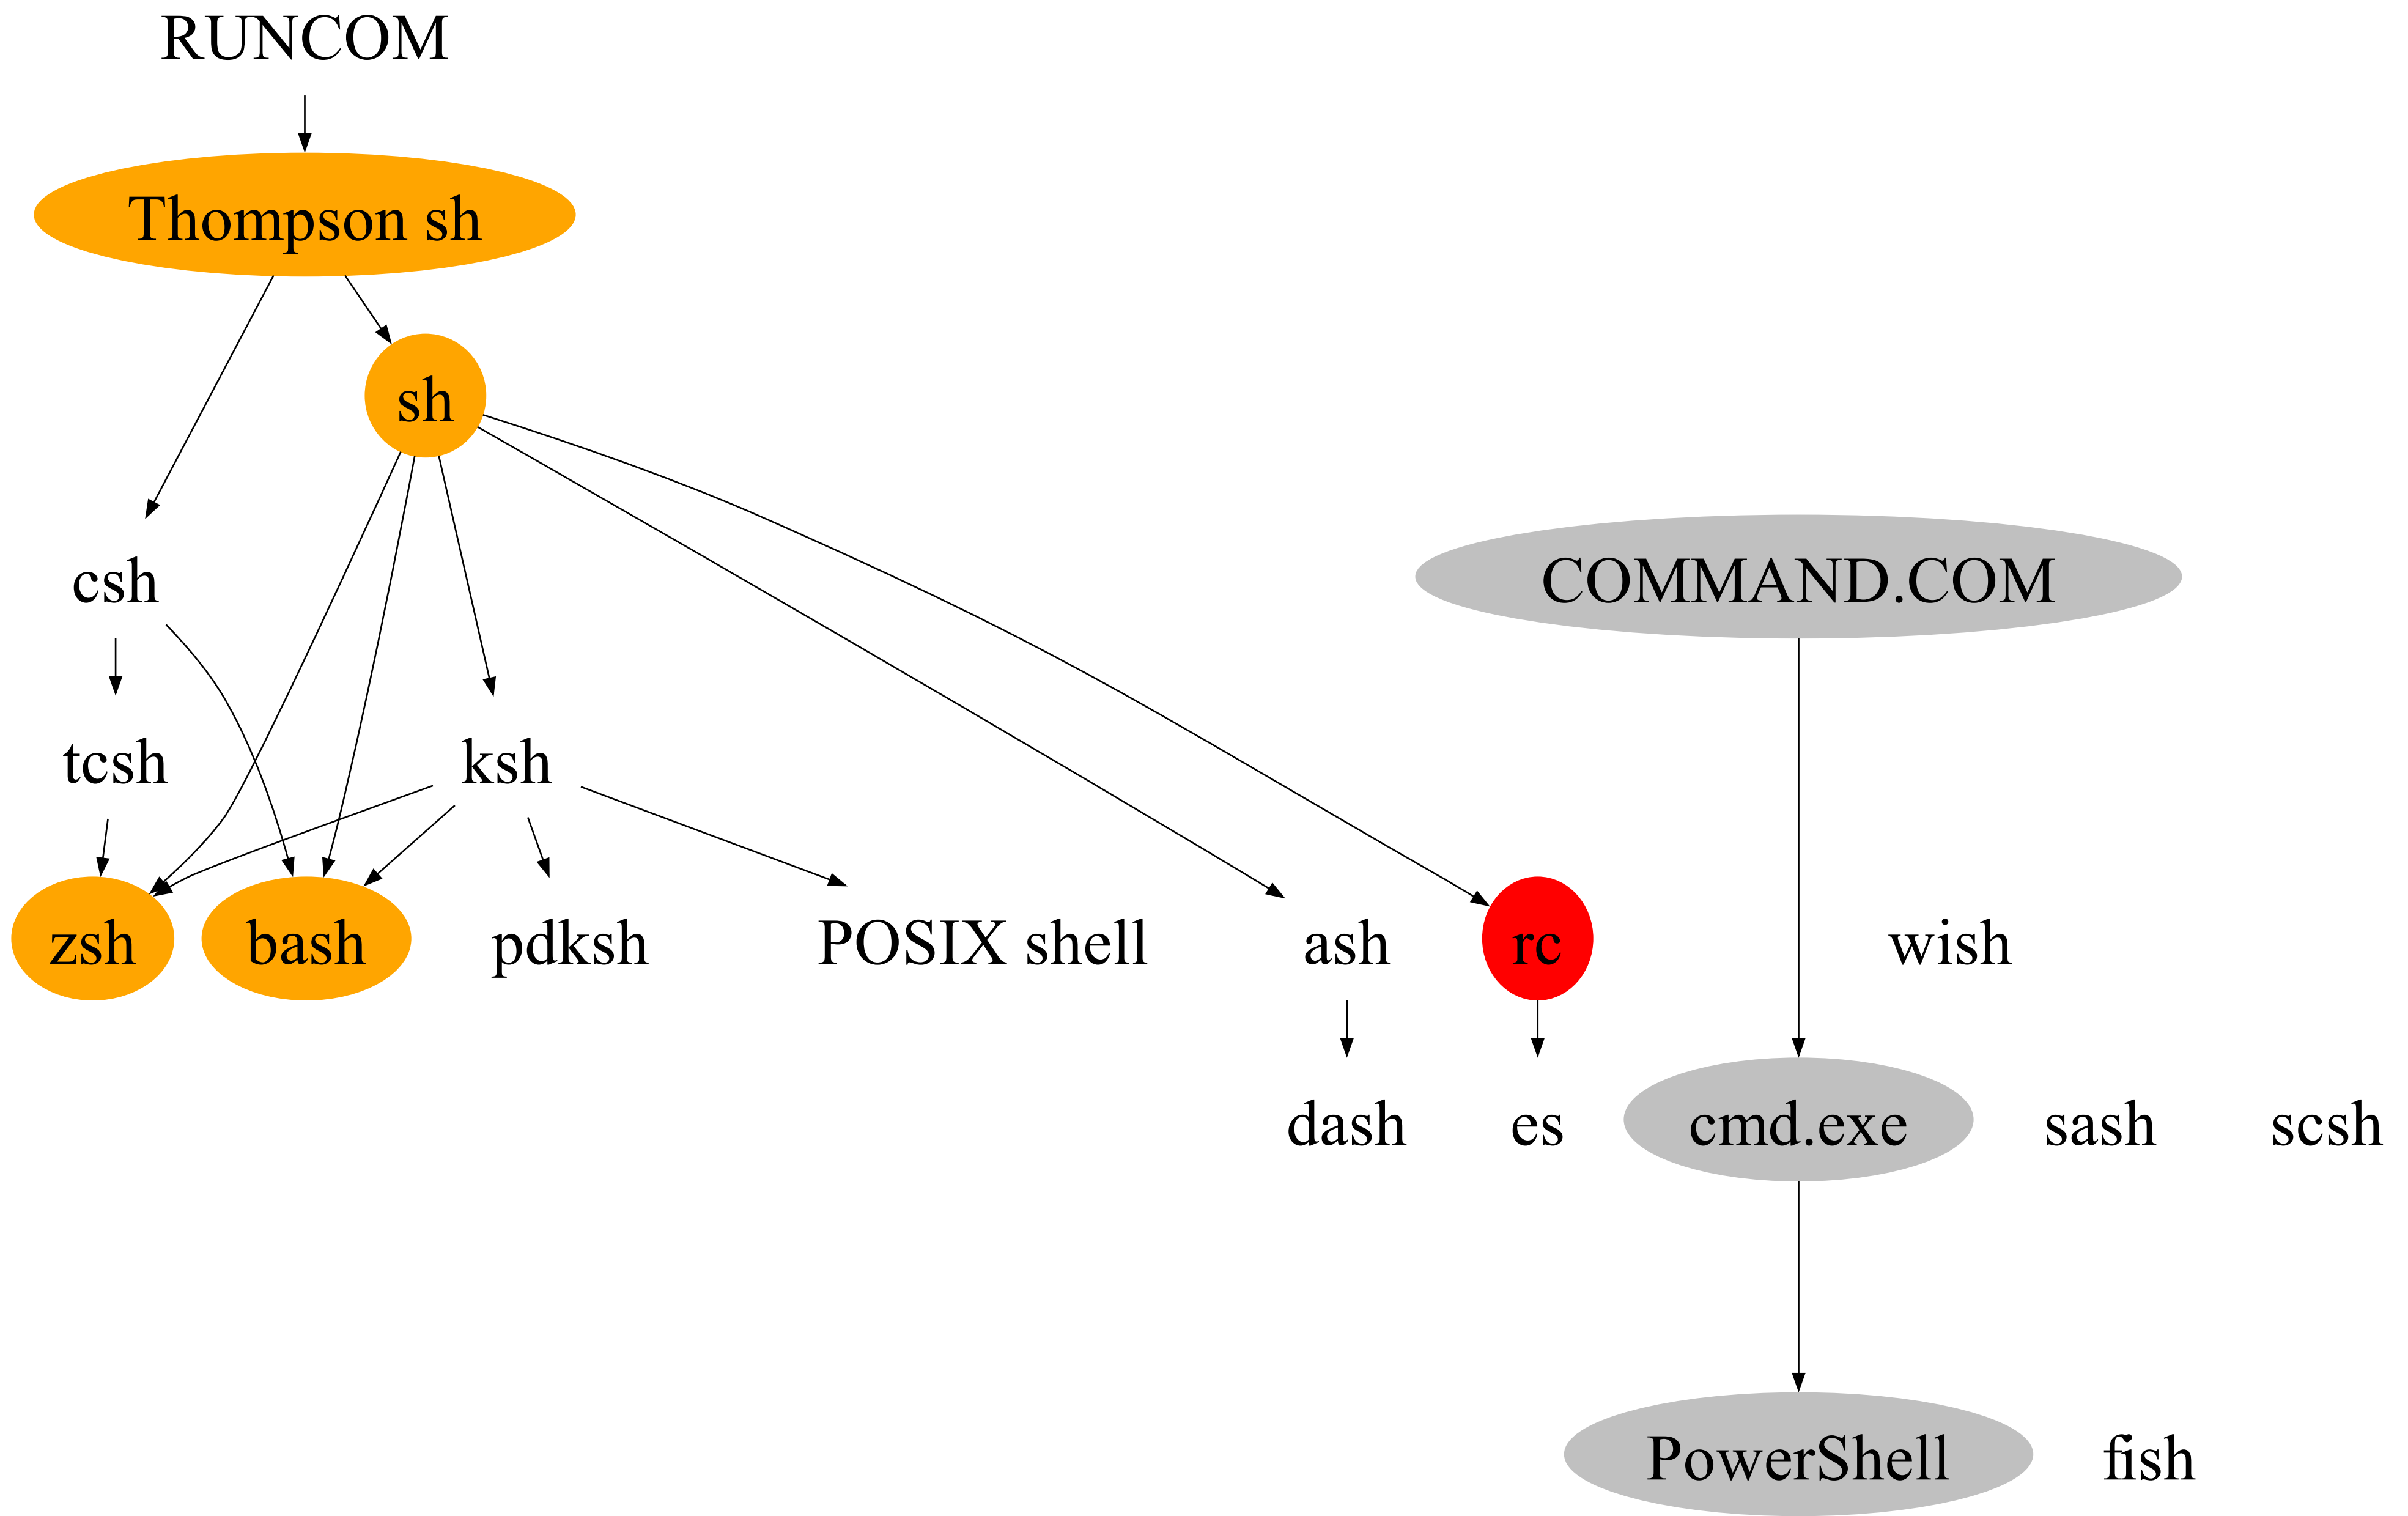 RUNCOM
Thompson sh
sh
csh
COMMAND.COM
tcsh
ksh
zsh
bash
pdksh
POSIX shell
ash
rc
wish
dash
es
cmd.exe
sash
scsh
PowerShell
fish